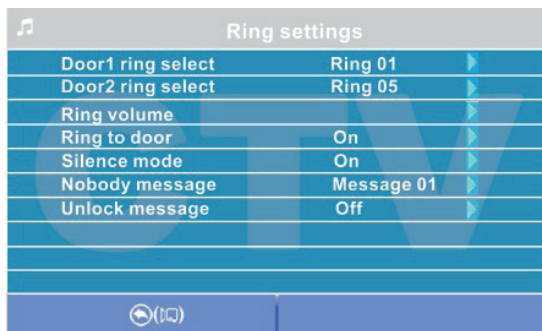 Ring settings
Door1 ring select Ring 01
Door2 ring select Ring 05
Ring volume
Ring to door On
Silence mode On
Nobody message Message 01
Unlock message Off
CTV